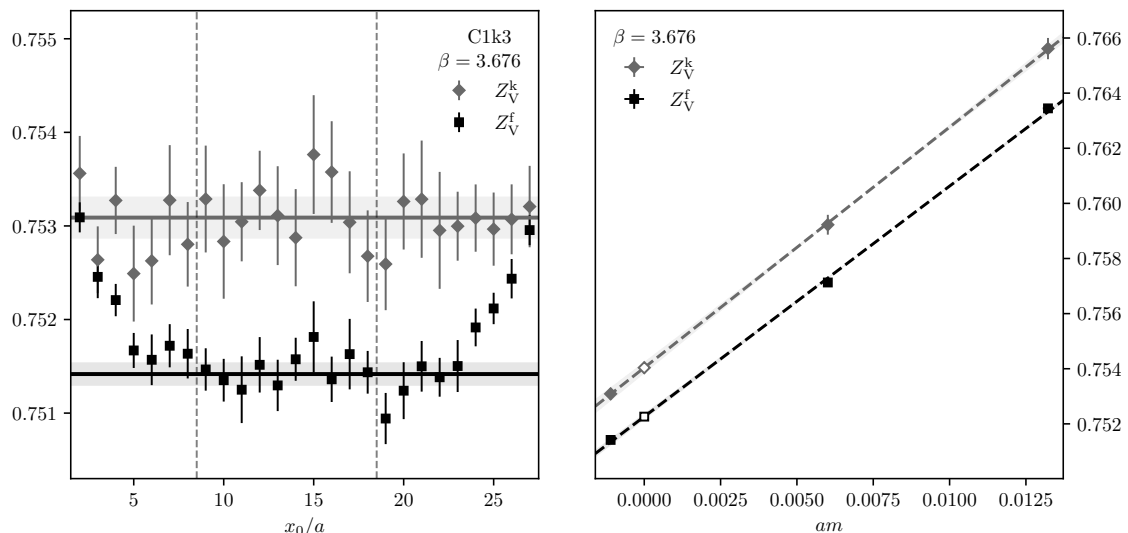 0.755
0.754
0.753
0.752
0.751
C1k3
β = 3.676
Z_V^k
Z_V^f
5
10
15
20
25
x_0/a
β = 3.676
Z_V^k
Z_V^f
0.766
0.764
0.762
0.760
0.758
0.756
0.754
0.752
0.0000
0.0025
0.0050
0.0075
0.0100
0.0125
am